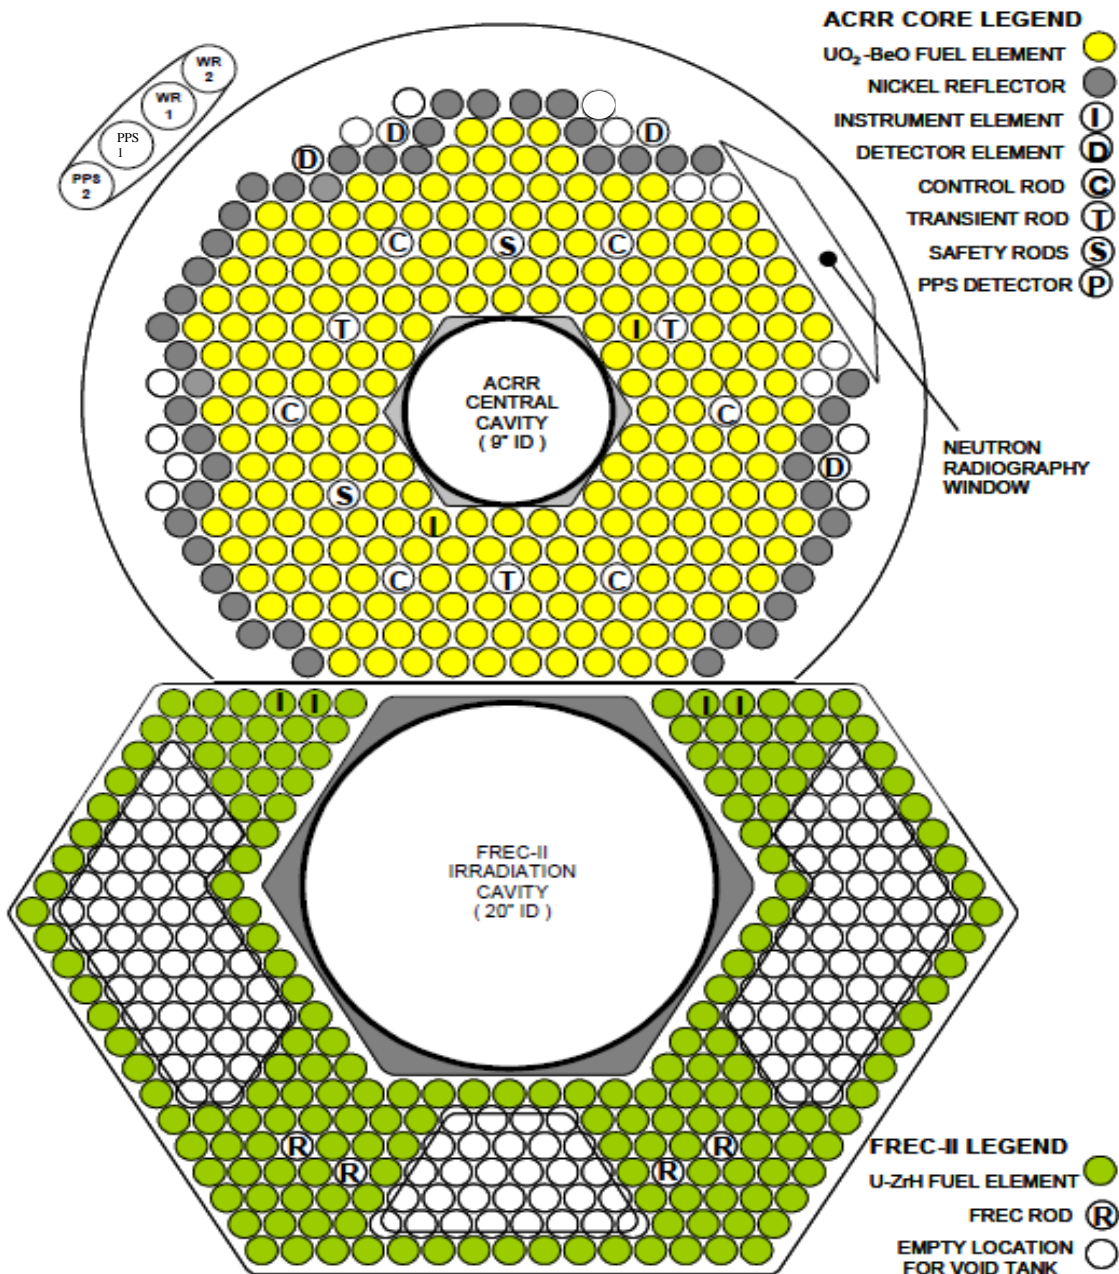 ACRR CORE LEGEND
UO₂-BeO FUEL ELEMENT
NICKEL REFLECTOR
INSTRUMENT ELEMENT I
DETECTOR ELEMENT D
CONTROL ROD C
TRANSIENT ROD T
SAFETY RODS S
PPS DETECTOR P
WR
2
WR
1
PPS
1
PPS
2
D D
D
C S C
T I T
ACRR
CENTRAL
CAVITY
( 9" ID )
C C
D
NEUTRON
RADIOGRAPHY
WINDOW
S
I
C T C
I I I I
FREC-II
IRRADIATION
CAVITY
( 20" ID )
R R
R R
FREC-II LEGEND
U-ZrH FUEL ELEMENT
FREC ROD R
EMPTY LOCATION
FOR VOID TANK